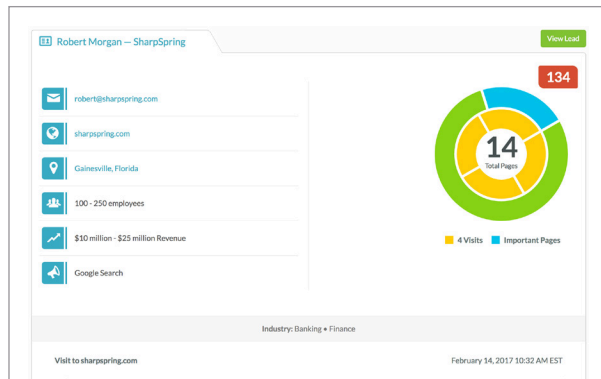 Robert Morgan — SharpSpring
View Lead
134
robert@sharpspring.com
sharpspring.com
Gainesville, Florida
100 - 250 employees
$10 million - $25 million Revenue
Google Search
14
Total Pages
4 Visits
Important Pages
Industry: Banking • Finance
Visit to sharpspring.com
February 14, 2017 10:32 AM EST